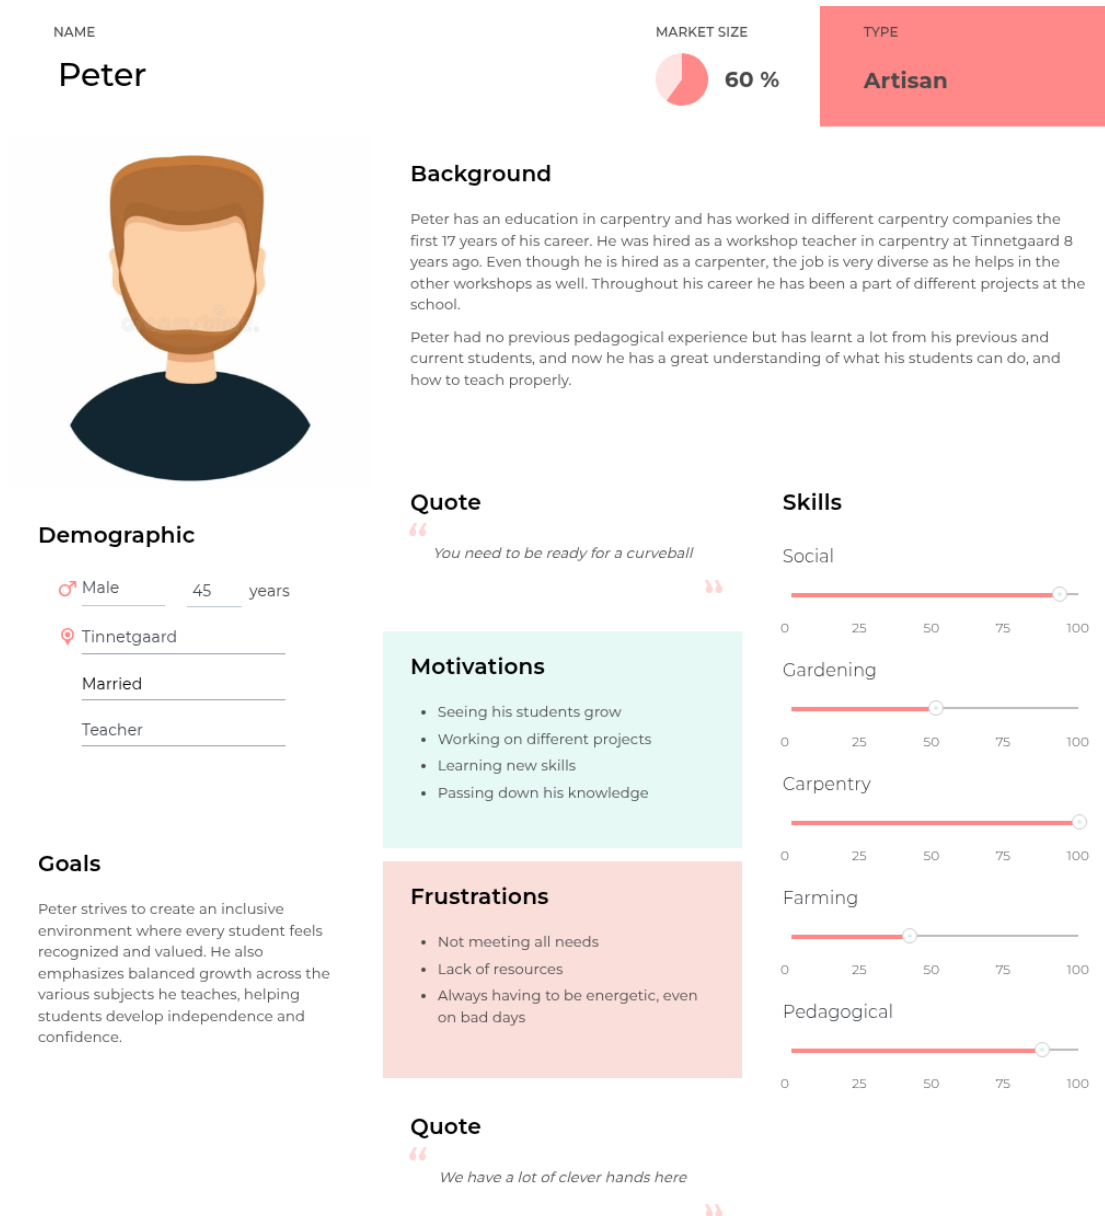 NAME
Peter
MARKET SIZE
60 %
TYPE
Artisan
Background
Peter has an education in carpentry and has worked in different carpentry companies the
first 17 years of his career. He was hired as a workshop teacher in carpentry at Tinnetgaard 8
years ago. Even though he is hired as a carpenter, the job is very diverse as he helps in the
other workshops as well. Throughout his career he has been a part of different projects at the
school.
Peter had no previous pedagogical experience but has learnt a lot from his previous and
current students, and now he has a great understanding of what his students can do, and
how to teach properly.
Demographic
Male
45 years
Tinnetgaard
Married
Teacher
Goals
Peter strives to create an inclusive
environment where every student feels
recognized and valued. He also
emphasizes balanced growth across the
various subjects he teaches, helping
students develop independence and
confidence.
Quote
“
You need to be ready for a curveball
”
Motivations
• Seeing his students grow
• Working on different projects
• Learning new skills
• Passing down his knowledge
Frustrations
• Not meeting all needs
• Lack of resources
• Always having to be energetic, even
on bad days
Quote
“
We have a lot of clever hands here
”
Skills
Social
0 25 50 75 100
Gardening
0 25 50 75 100
Carpentry
0 25 50 75 100
Farming
0 25 50 75 100
Pedagogical
0 25 50 75 100